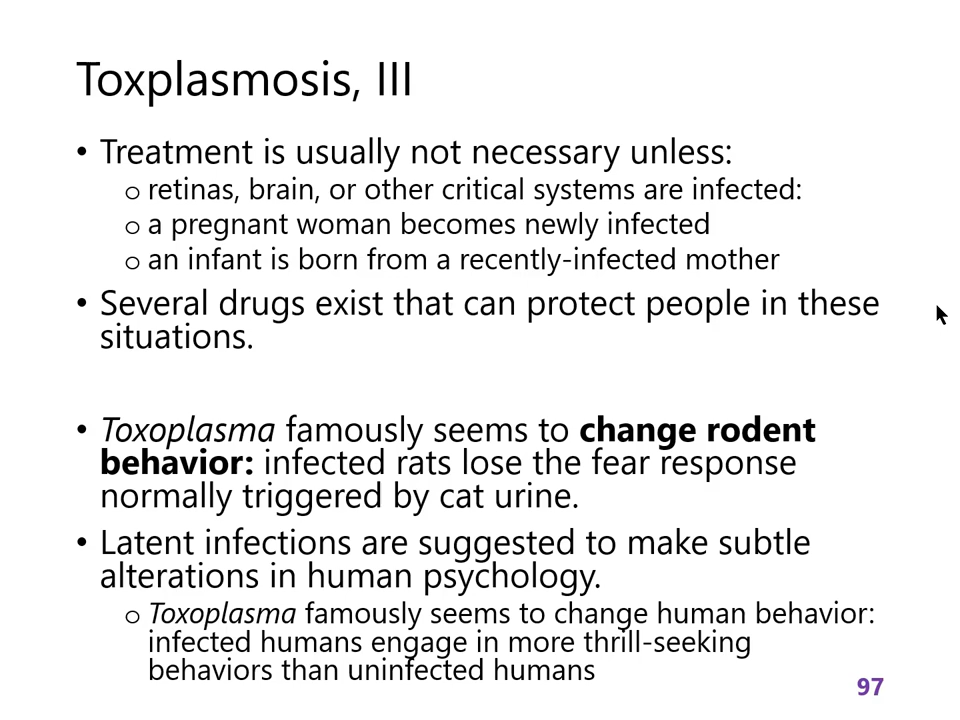 Toxplasmosis, III
• Treatment is usually not necessary unless:
o retinas, brain, or other critical systems are infected:
o a pregnant woman becomes newly infected
o an infant is born from a recently-infected mother
• Several drugs exist that can protect people in these
situations.
• Toxoplasma famously seems to change rodent
behavior: infected rats lose the fear response
normally triggered by cat urine.
• Latent infections are suggested to make subtle
alterations in human psychology.
o Toxoplasma famously seems to change human behavior:
infected humans engage in more thrill-seeking
behaviors than uninfected humans
97